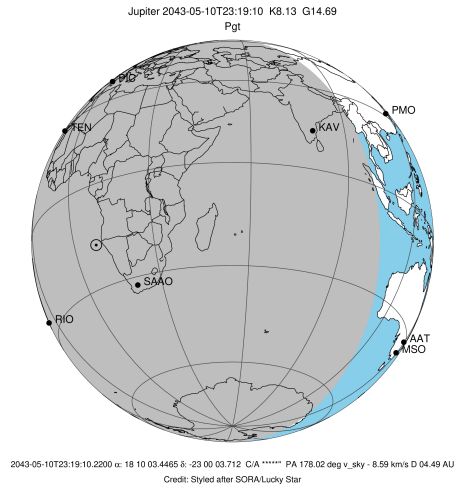 Jupiter 2043-05-10T23:19:10 K8.13 G14.69
Pgt
PIC
TEN
KAV
PMO
SAAO
RIO
AAT
MSO
2043-05-10T23:19:10.2200 α: 18 10 03.4465 δ: -23 00 03.712 C/A *****" PA 178.02 deg v_sky - 8.59 km/s D 04.49 AU
Credit: Styled after SORA/Lucky Star